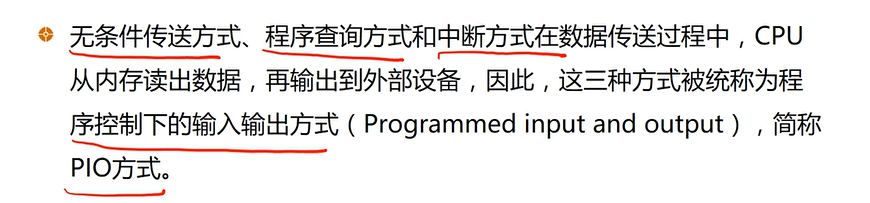 无条件传送方式、程序查询方式和中断方式在数据传送过程中，CPU
从内存读出数据，再输出到外部设备，因此，这三种方式被统称为程
序控制下的输入输出方式（Programmed input and output），简称
PIO方式。